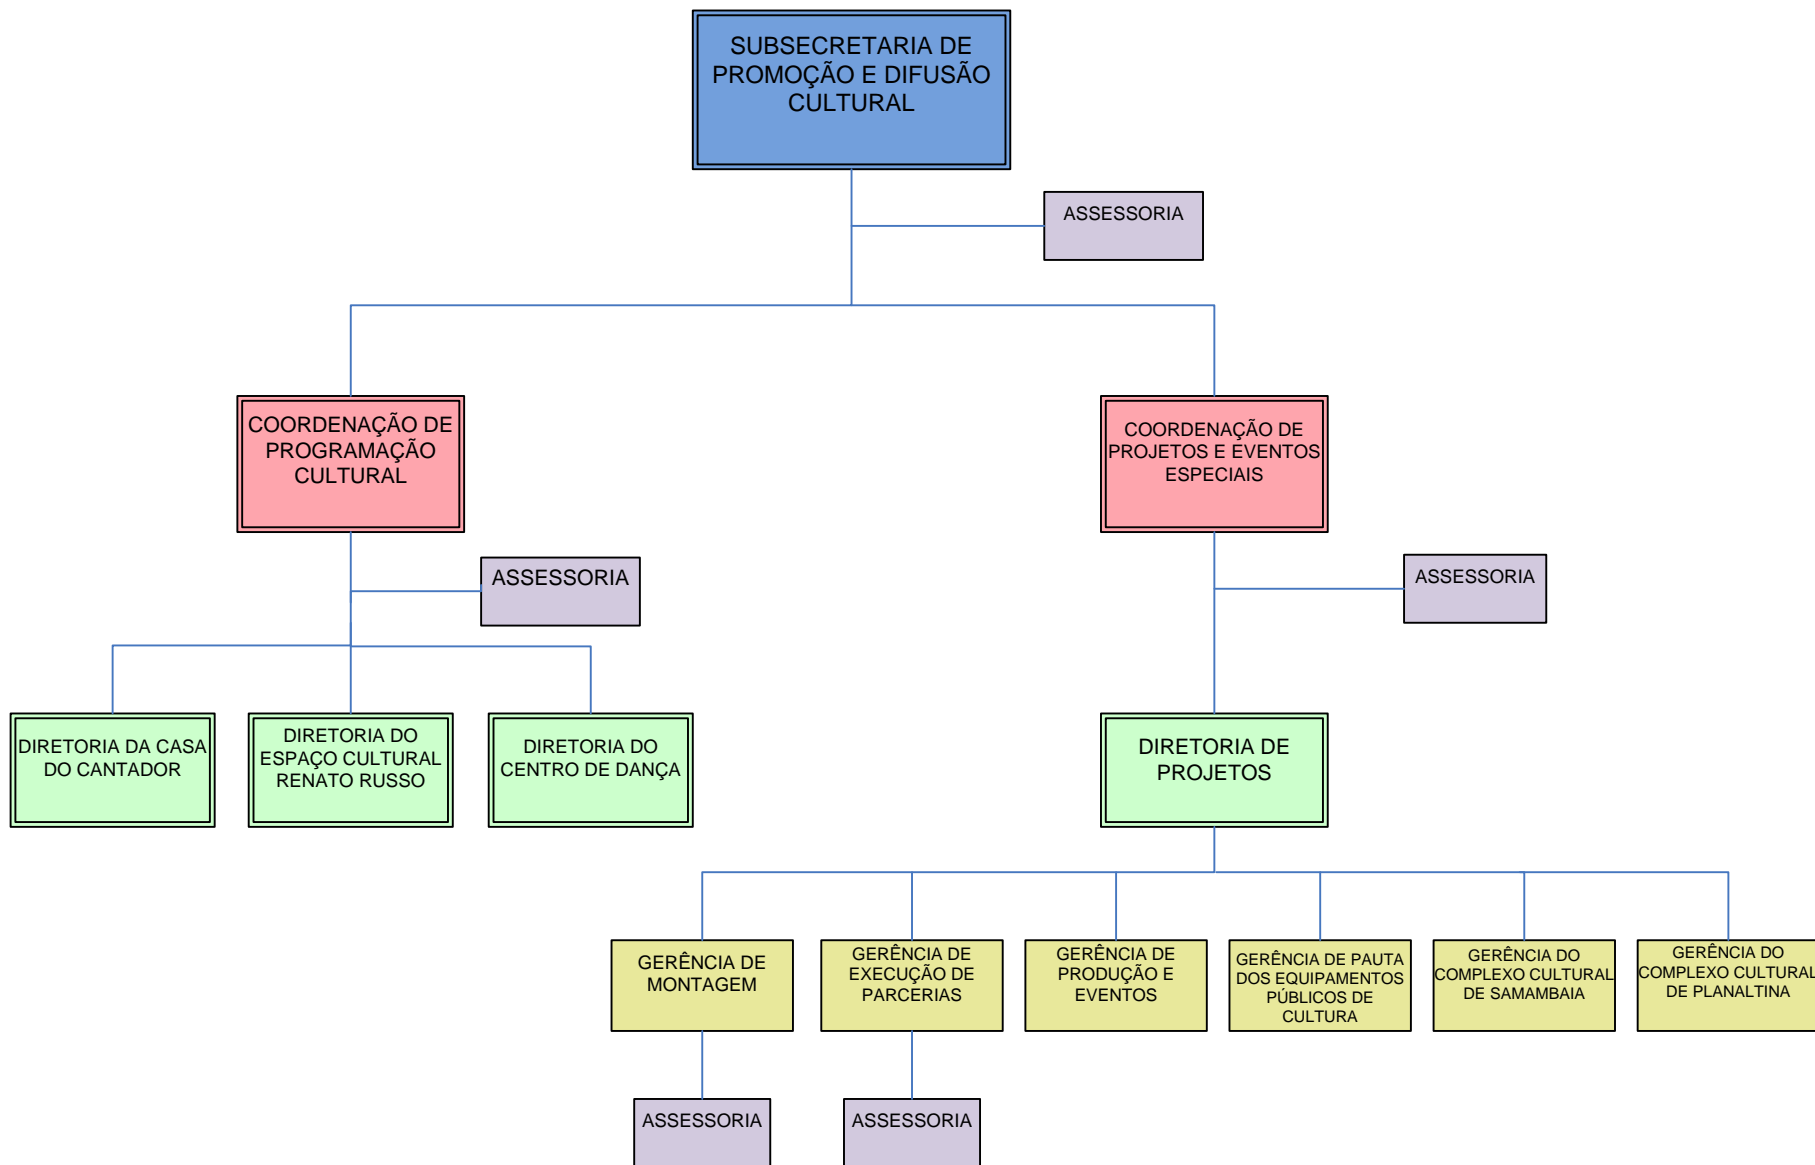 SUBSECRETARIA DE
PROMOÇÃO E DIFUSÃO
CULTURAL
ASSESSORIA
COORDENAÇÃO DE
PROGRAMAÇÃO
CULTURAL
COORDENAÇÃO DE
PROJETOS E EVENTOS
ESPECIAIS
ASSESSORIA
ASSESSORIA
DIRETORIA DA CASA
DO CANTADOR
DIRETORIA DO
ESPAÇO CULTURAL
RENATO RUSSO
DIRETORIA DO
CENTRO DE DANÇA
DIRETORIA DE
PROJETOS
GERÊNCIA DE
MONTAGEM
GERÊNCIA DE
EXECUÇÃO DE
PARCERIAS
GERÊNCIA DE
PRODUÇÃO E
EVENTOS
GERÊNCIA DE PAUTA
DOS EQUIPAMENTOS
PÚBLICOS DE
CULTURA
GERÊNCIA DO
COMPLEXO CULTURAL
DE SAMAMBAIA
GERÊNCIA DO
COMPLEXO CULTURAL
DE PLANALTINA
ASSESSORIA
ASSESSORIA